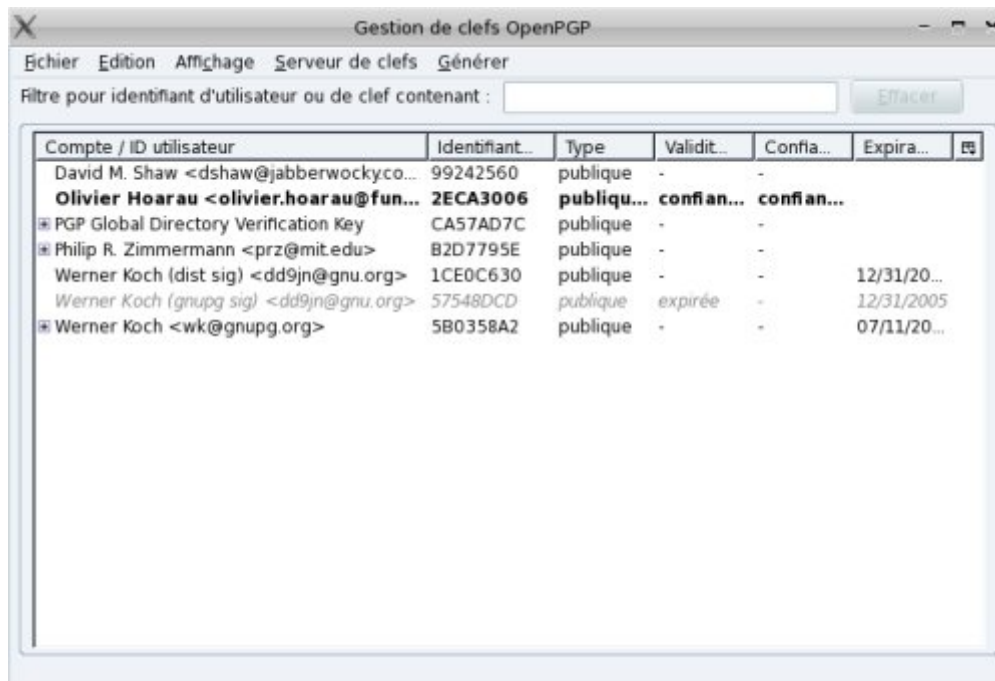 Gestion de clefs OpenPGP
Fichier Edition Affichage Serveur de clefs Générer
Filtre pour identifiant d'utilisateur ou de clef contenant : Effacer
Compte / ID utilisateur Identifiant... Type Validit... Confia... Expira...
David M. Shaw <dshaw@jabberwocky.co... 99242560 publique - -
Olivier Hoarau <olivier.hoarau@fun... 2ECA3006 publiqu... confian... confian...
PGP Global Directory Verification Key CA57AD7C publique - -
Philip R. Zimmermann <prz@mit.edu> B2D7795E publique - -
Werner Koch (dist sig) <dd9jn@gnu.org> 1CE0C630 publique - - 12/31/20...
Werner Koch (gnupg sig) <dd9jn@gnu.org> 57548DCD publique expirée - 12/31/2005
Werner Koch <wk@gnupg.org> 5B0358A2 publique - - 07/11/20...